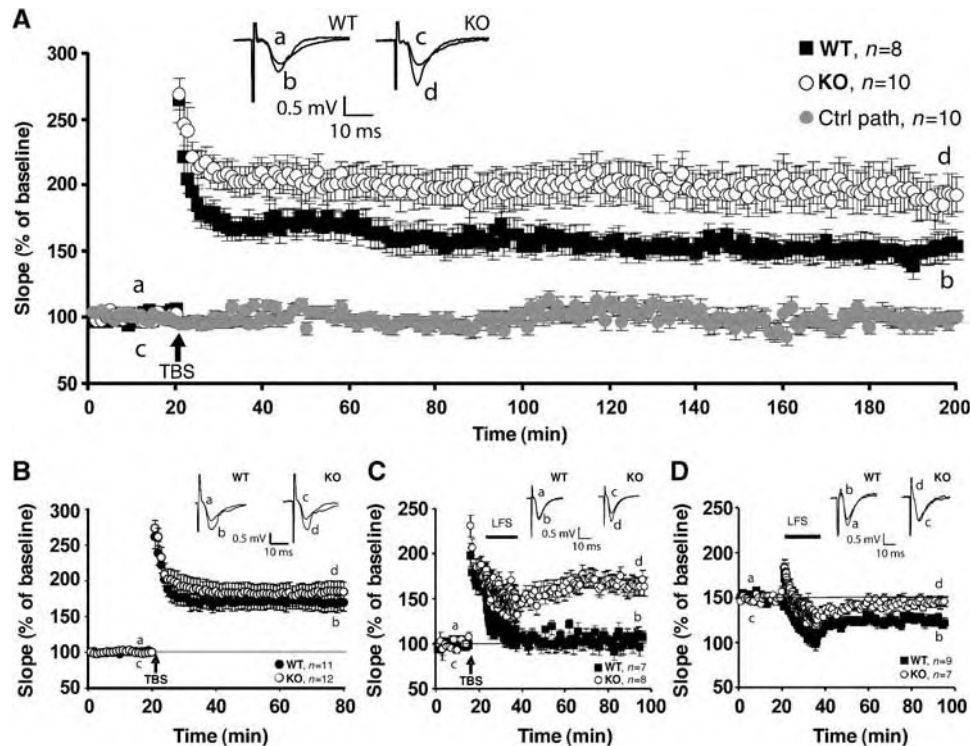 A
WT
KO
a
c
b
d
0.5 mV
10 ms
WT, n=8
KO, n=10
Ctrl path, n=10
Slope (% of baseline)
300
250
200
150
100
50
d
b
a
c
TBS
0 20 40 60 80 100 120 140 160 180 200
Time (min)
B
WT
KO
a
c
b
d
0.5 mV
10 ms
Slope (% of baseline)
300
250
200
150
100
50
d
b
a
c
TBS
WT, n=11
KO, n=12
0 20 40 60 80
Time (min)
C
WT
KO
a
c
b
d
0.5 mV
10 ms
LFS
Slope (% of baseline)
250
200
150
100
50
d
b
a
c
TBS
WT, n=7
KO, n=8
0 20 40 60 80 100
Time (min)
D
WT
KO
b
d
a
c
0.5 mV
10 ms
LFS
Slope (% of baseline)
250
200
150
100
50
a
c
d
b
WT, n=9
KO, n=7
0 20 40 60 80 100
Time (min)